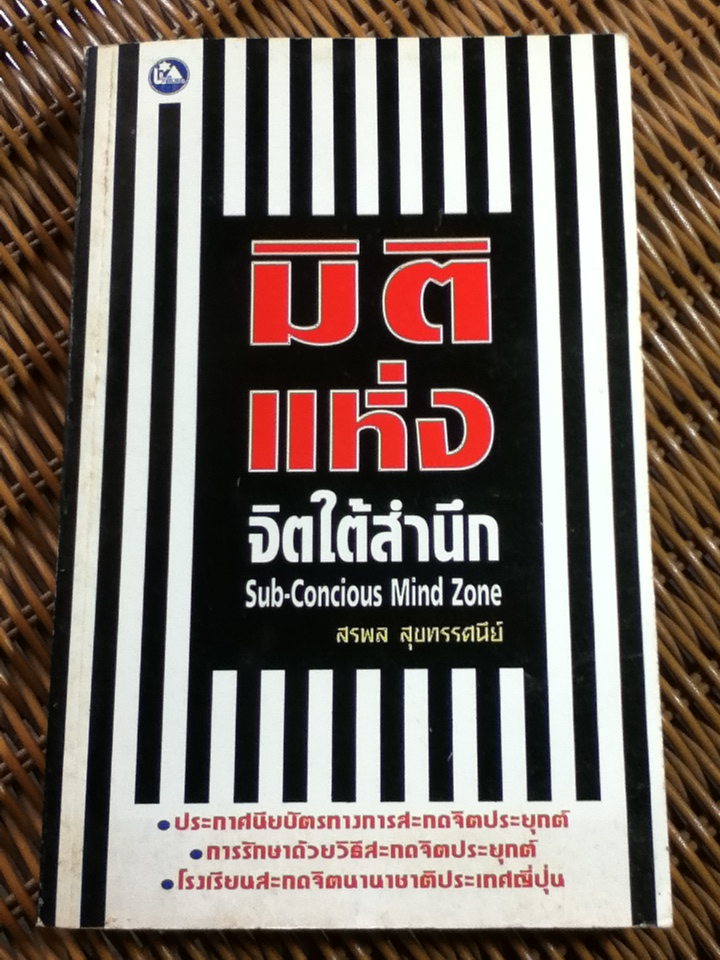 มิติ
แห่ง
จิตใต้สำนึก
Sub-Concious Mind Zone
สรพล สุขทรรศนีย์
•ประกาศนียบัตรทางการสะกดจิตประยุกต์
•การรักษาด้วยวิธีสะกดจิตประยุกต์
•โรงเรียนสะกดจิตนานาชาติประเทศญี่ปุ่น